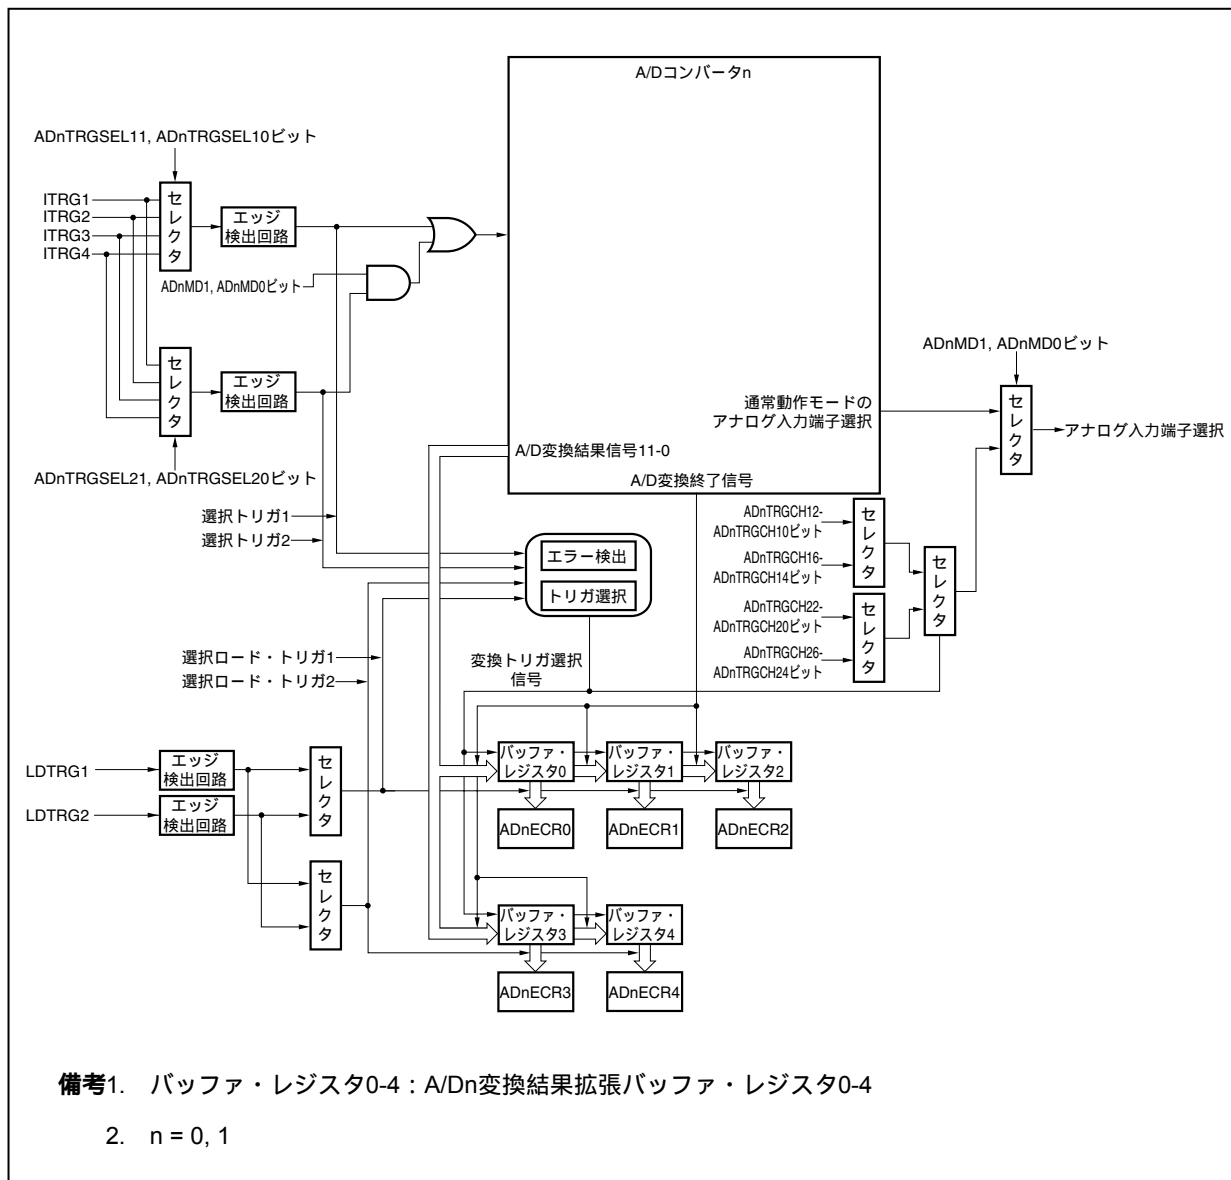 A/Dコンバータn
ADnTRGSEL11, ADnTRGSEL10ビット
ITRG1
ITRG2
ITRG3
ITRG4
セレクタ
エッジ
検出回路
ADnMD1, ADnMD0ビット
セレクタ
エッジ
検出回路
ADnTRGSEL21, ADnTRGSEL20ビット
通常動作モードの
アナログ入力端子選択
ADnMD1, ADnMD0ビット
セレクタ
アナログ入力端子選択
A/D変換結果信号11-0
A/D変換終了信号
選択トリガ1
選択トリガ2
エラー検出
トリガ選択
ADnTRGCH12-
ADnTRGCH10ビット
ADnTRGCH16-
ADnTRGCH14ビット
セレクタ
ADnTRGCH22-
ADnTRGCH20ビット
ADnTRGCH26-
ADnTRGCH24ビット
セレクタ
セレクタ
選択ロード・トリガ1
選択ロード・トリガ2
変換トリガ選択
信号
LDTRG1
エッジ
検出回路
LDTRG2
エッジ
検出回路
セレクタ
セレクタ
バッファ・
レジスタ0
バッファ・
レジスタ1
バッファ・
レジスタ2
ADnECR0
ADnECR1
ADnECR2
バッファ・
レジスタ3
バッファ・
レジスタ4
ADnECR3
ADnECR4
備考1. バッファ・レジスタ0-4：A/Dn変換結果拡張バッファ・レジスタ0-4
2. n = 0, 1